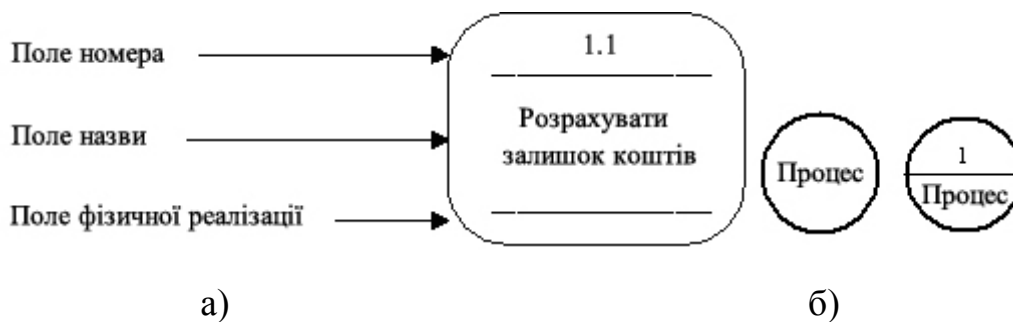 Поле номера
1.1
Поле назви
Розрахувати
залишок коштів
Поле фізичної реалізації
Процес
1
Процес
а)
б)